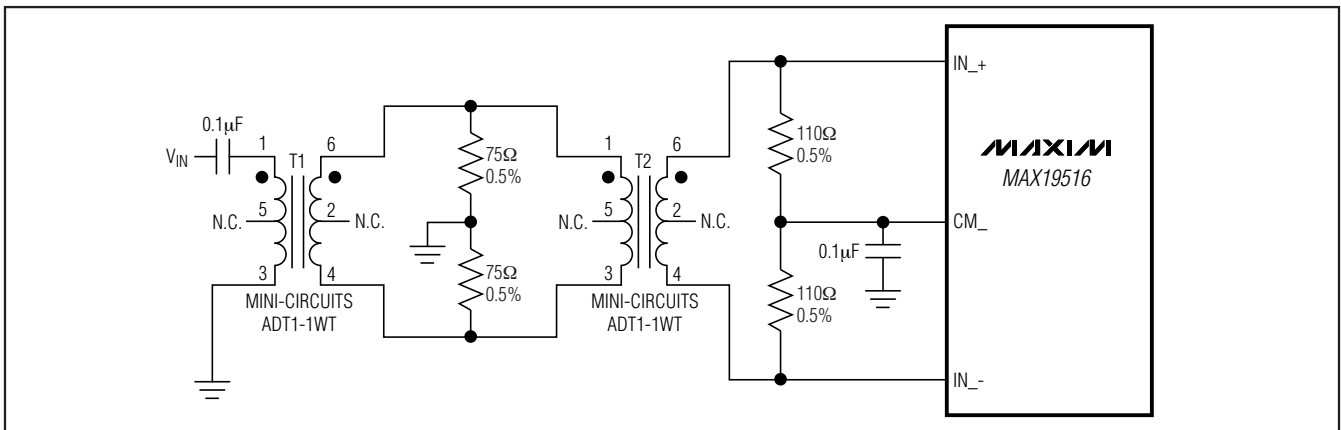 0.1μF
VIN
1
6
T1
5
2
N.C.
N.C.
3
4
MINI-CIRCUITS
ADT1-1WT
75Ω
0.5%
75Ω
0.5%
1
6
T2
5
2
N.C.
N.C.
3
4
MINI-CIRCUITS
ADT1-1WT
110Ω
0.5%
0.1μF
110Ω
0.5%
IN_+
MAXIM
MAX19516
CM_
IN_-